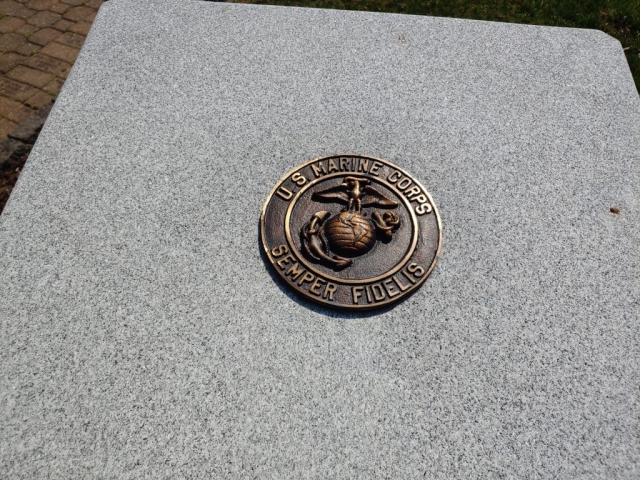 U.S. MARINE CORPS
SEMPER FIDELIS